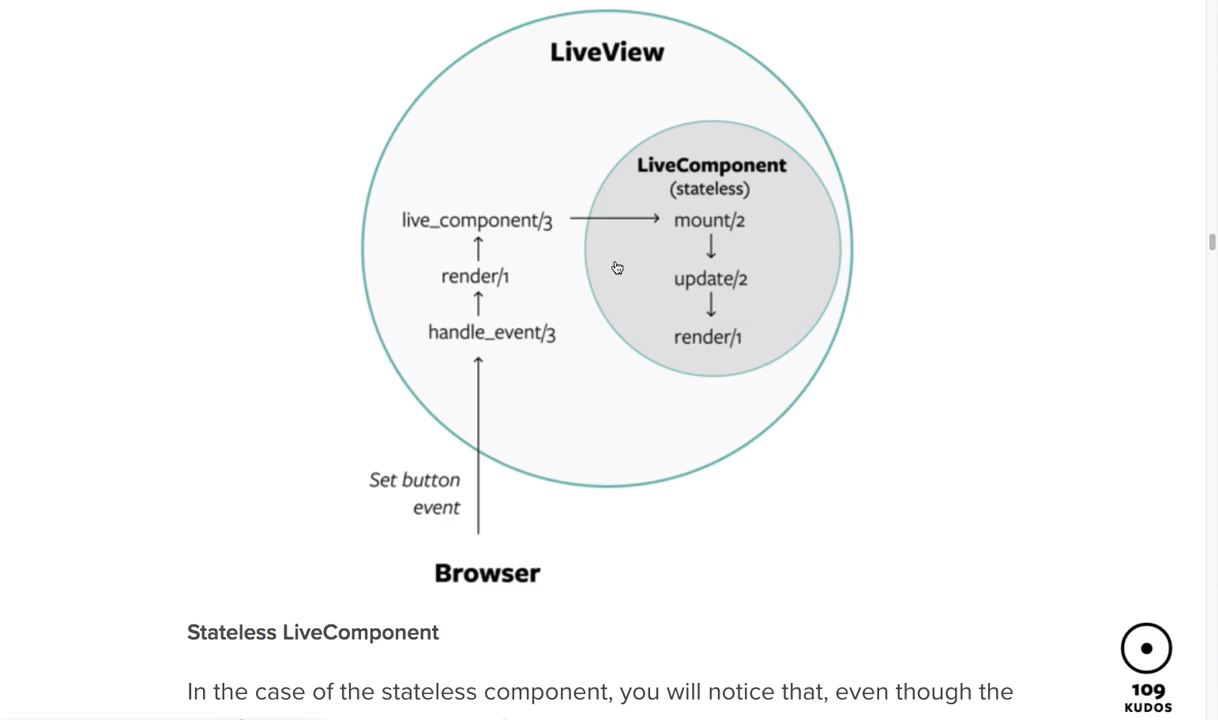 LiveView
LiveComponent
(stateless)
live_component/3
mount/2
render/1
update/2
handle_event/3
render/1
Set button
event
Browser
Stateless LiveComponent
In the case of the stateless component, you will notice that, even though the
109
KUDOS